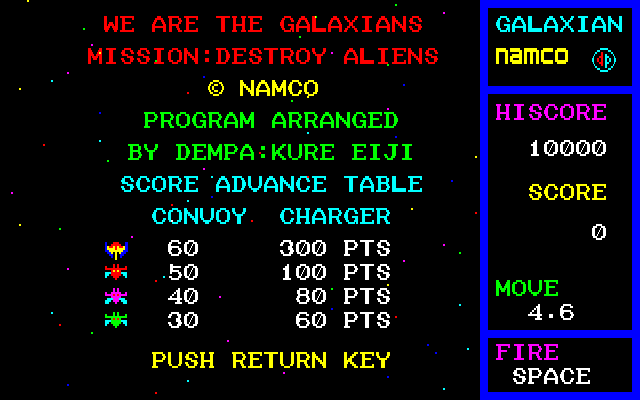 WE ARE THE GALAXIANS
MISSION:DESTROY ALIENS
© NAMCO
PROGRAM ARRANGED
BY DEMPA:KURE EIJI
SCORE ADVANCE TABLE
CONVOY CHARGER
60 300 PTS
50 100 PTS
40 80 PTS
30 60 PTS
PUSH RETURN KEY
GALAXIAN
namco
HISCORE
10000
SCORE
0
MOVE
4.6
FIRE
SPACE